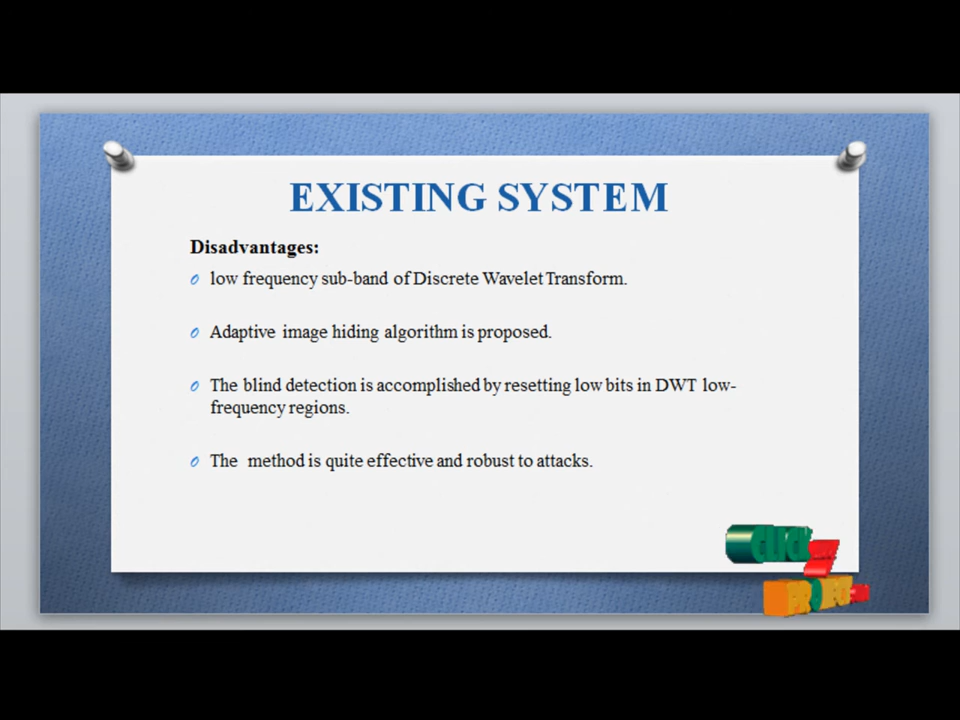 EXISTING SYSTEM
Disadvantages:
low frequency sub-band of Discrete Wavelet Transform.
Adaptive image hiding algorithm is proposed.
The blind detection is accomplished by resetting low bits in DWT low-
frequency regions.
The method is quite effective and robust to attacks.
CLICK